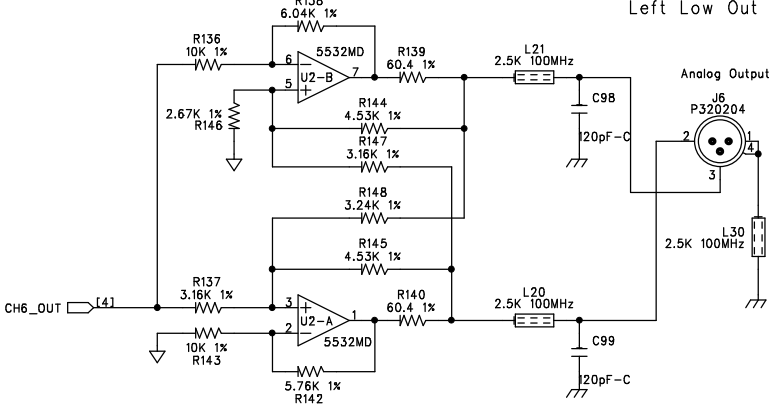 R138
6.04K 1%
Left Low Out
R136
10K 1%
5532MD
6
7
U2-B
5
R139
60.4 1%
L21
2.5K 100MHz
Analog Output
J6
P320204
2.67K 1%
R146
R144
4.53K 1%
R147
3.16K 1%
C98
120pF-C
2
1
4
3
R148
3.24K 1%
R145
4.53K 1%
L30
2.5K 100MHz
CH6_OUT
[4]
R137
3.16K 1%
3
1
U2-A
2
5532MD
R140
60.4 1%
L20
2.5K 100MHz
10K 1%
R143
C99
120pF-C
5.76K 1%
R142